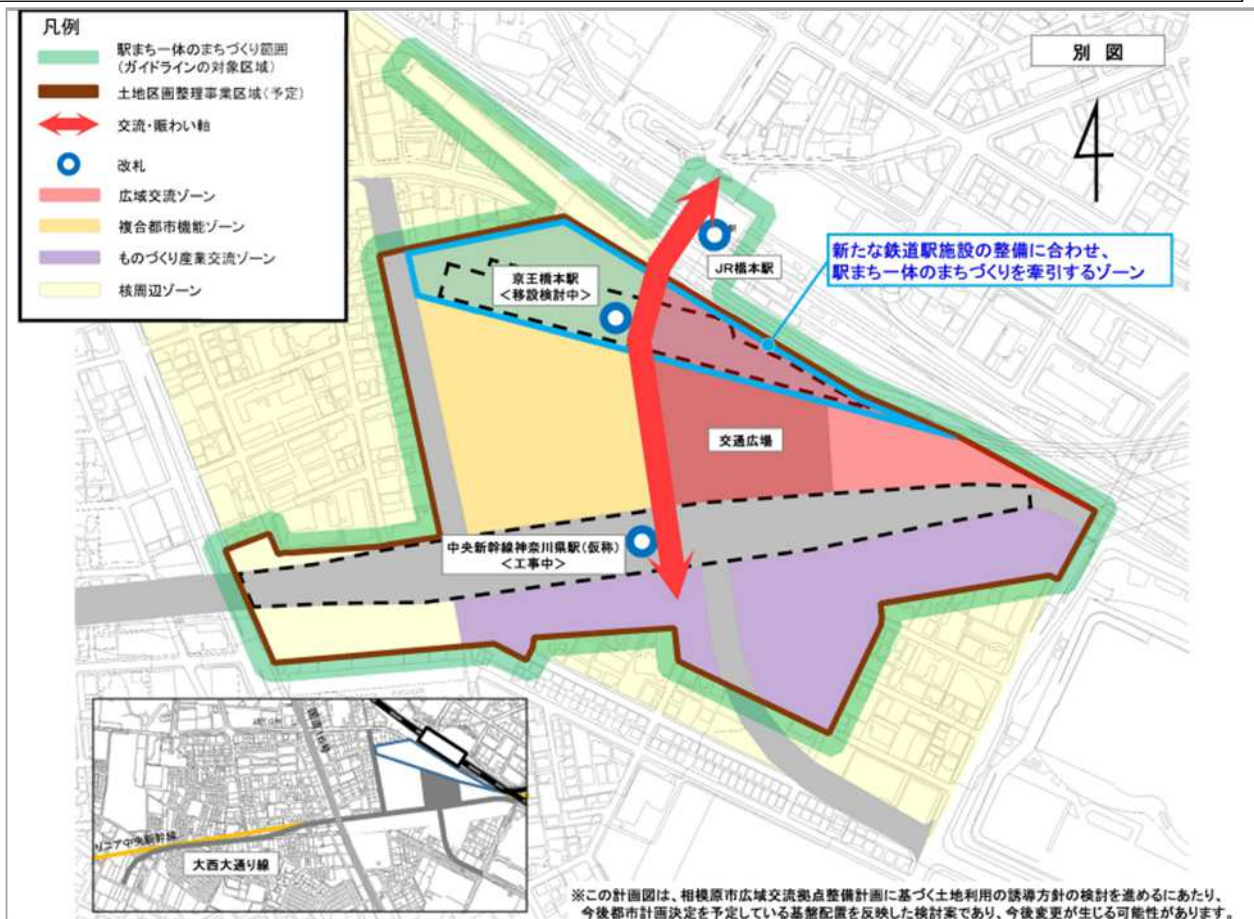 凡例
駅まち一体のまちづくり範囲
(ガイドラインの対象区域)
土地区画整理事業区域(予定)
交流・賑わい軸
改札
広域交流ゾーン
複合都市機能ゾーン
ものづくり産業交流ゾーン
核周辺ゾーン
別図
新たな鉄道駅施設の整備に合わせ、
駅まち一体のまちづくりを牽引するゾーン
JR橋本駅
京王橋本駅
<移設検討中>
交通広場
中央新幹線神奈川県駅(仮称)
<工事中>
国道16号
リニア中央新幹線
大西大通り線
※この計画図は、相模原市広域交流拠点整備計画に基づく土地利用の誘導方針の検討を進めるにあたり、
今後都市計画決定を予定している基盤配置を反映した検討案であり、今後変更が生じる可能性があります。